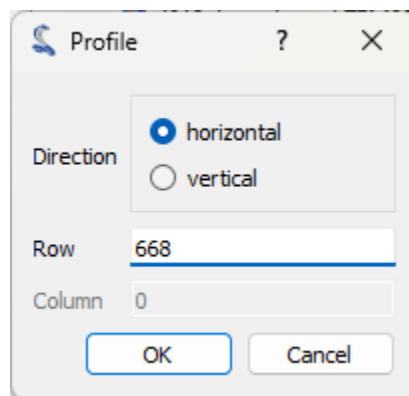 Profile ? ×
horizontal
Direction
vertical
Row 668
Column 0
OK Cancel